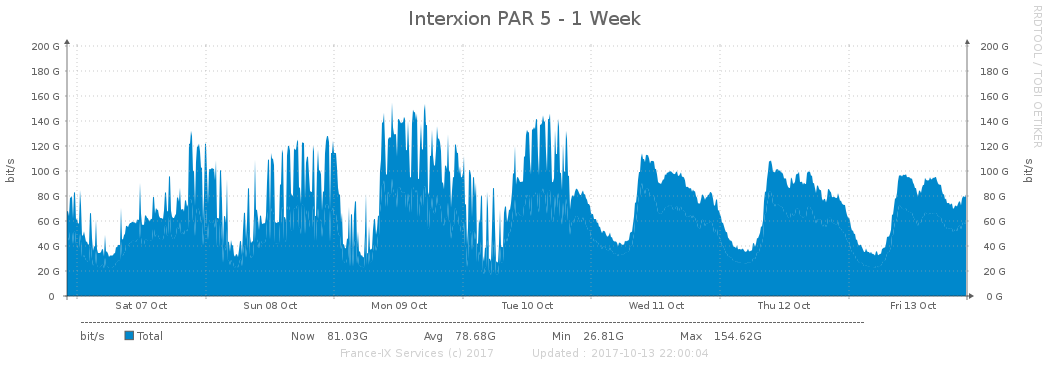 Interxion PAR 5 - 1 Week
RRDTOOL / TOBI OETIKER
bit/s
bit/s
200 G 200 G
180 G 180 G
160 G 160 G
140 G 140 G
120 G 120 G
100 G 100 G
80 G 80 G
60 G 60 G
40 G 40 G
20 G 20 G
0 0 G
Sat 07 Oct Sun 08 Oct Mon 09 Oct Tue 10 Oct Wed 11 Oct Thu 12 Oct Fri 13 Oct
bit/s Total Now 81.03G Avg 78.68G Min 26.81G Max 154.62G
France-IX Services (c) 2017 Updated : 2017-10-13 22:00:04